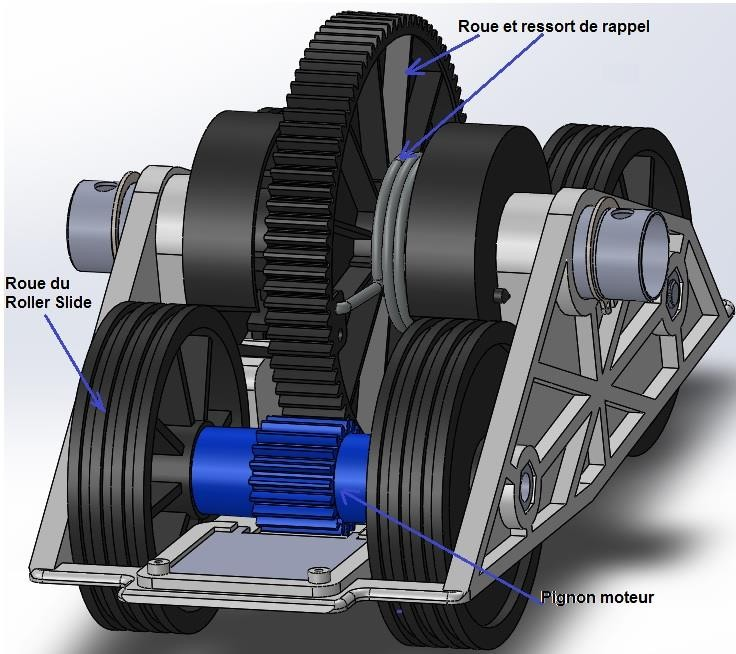 Roue et ressort de rappel
Roue du
Roller Slide
Pignon moteur